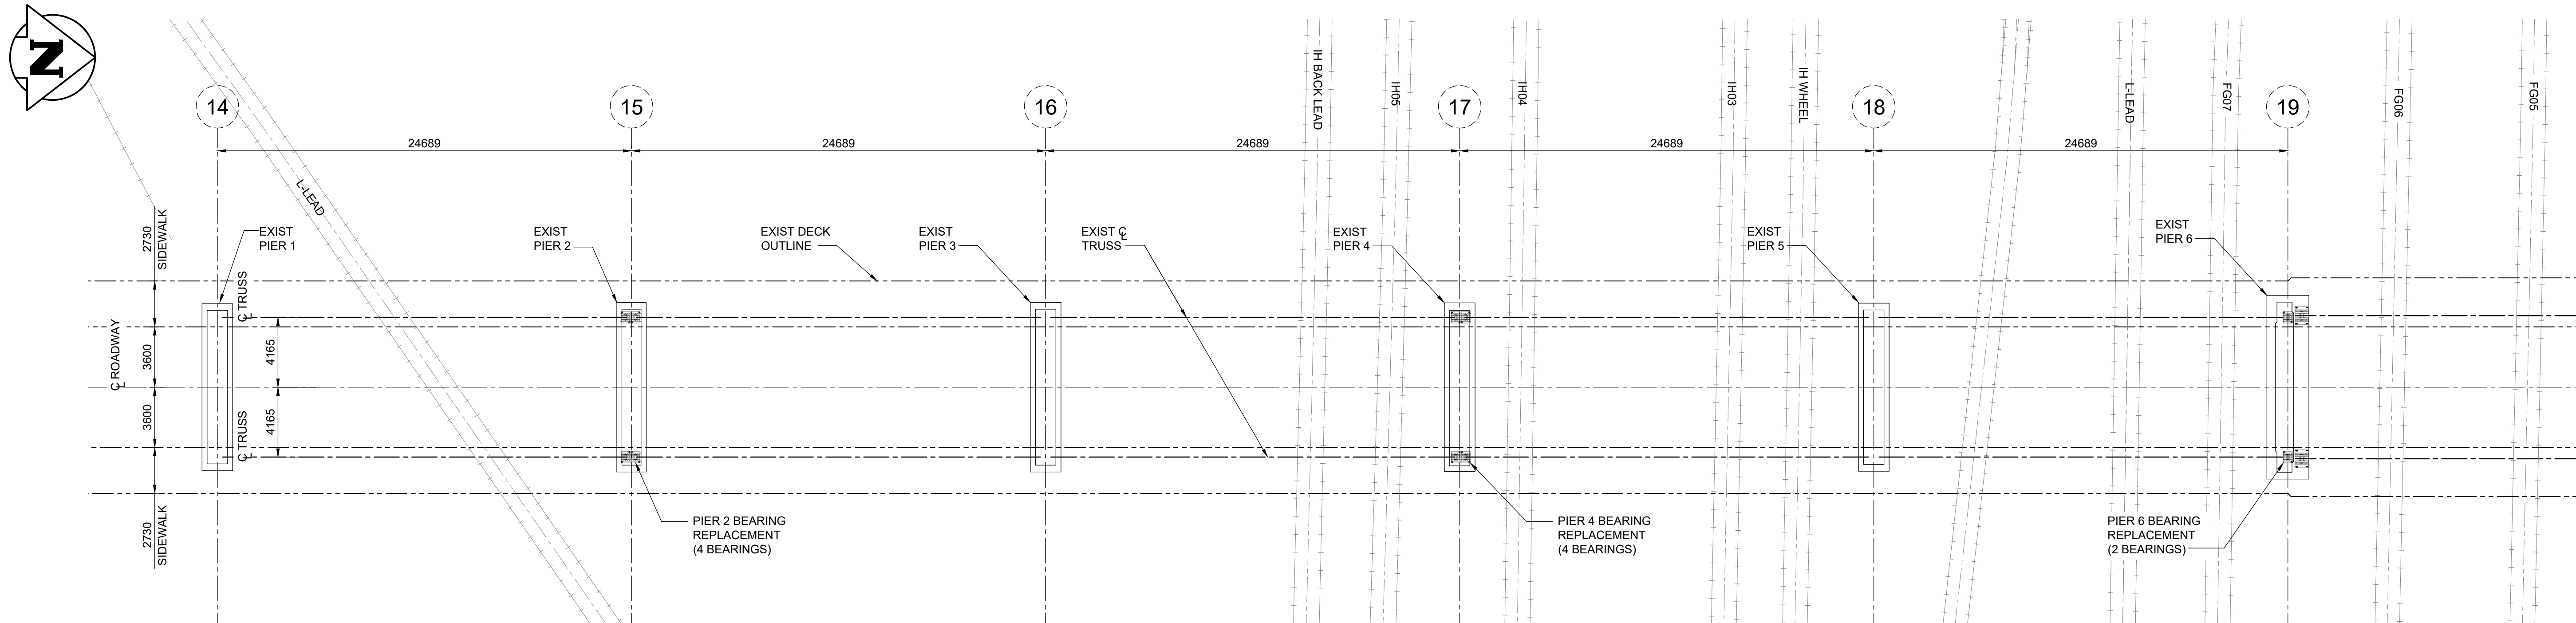 N
14
15
16
17
18
19
24689
24689
24689
24689
24689
L-LEAD
IH BACK LEAD
IH05
IH04
IH03
IH WHEEL
L-LEAD
FG07
FG06
FG05
2730
SIDEWALK
EXIST
PIER 1
EXIST
PIER 2
EXIST DECK
OUTLINE
EXIST
PIER 3
EXIST CL
TRUSS
EXIST
PIER 4
EXIST
PIER 5
EXIST
PIER 6
CL TRUSS
CL ROADWAY
3600
4165
3600
4165
CL TRUSS
2730
SIDEWALK
PIER 2 BEARING
REPLACEMENT
(4 BEARINGS)
PIER 4 BEARING
REPLACEMENT
(4 BEARINGS)
PIER 6 BEARING
REPLACEMENT
(2 BEARINGS)